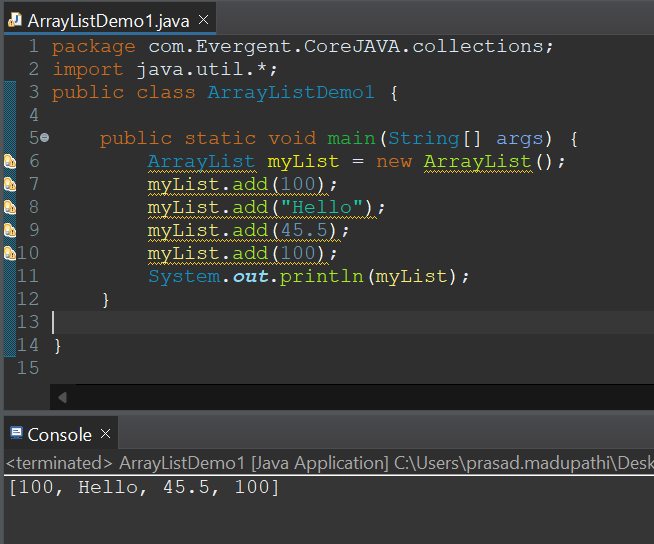 ArrayListDemo1.java ×
1 package com.Evergent.CoreJAVA.collections;
2 import java.util.*;
3 public class ArrayListDemo1 {
4
5     public static void main(String[] args) {
6         ArrayList myList = new ArrayList();
7         myList.add(100);
8         myList.add("Hello");
9         myList.add(45.5);
10         myList.add(100);
11         System.out.println(myList);
12     }
13
14 }
15
Console ×
<terminated> ArrayListDemo1 [Java Application] C:\Users\prasad.madupathi\Desk
[100, Hello, 45.5, 100]